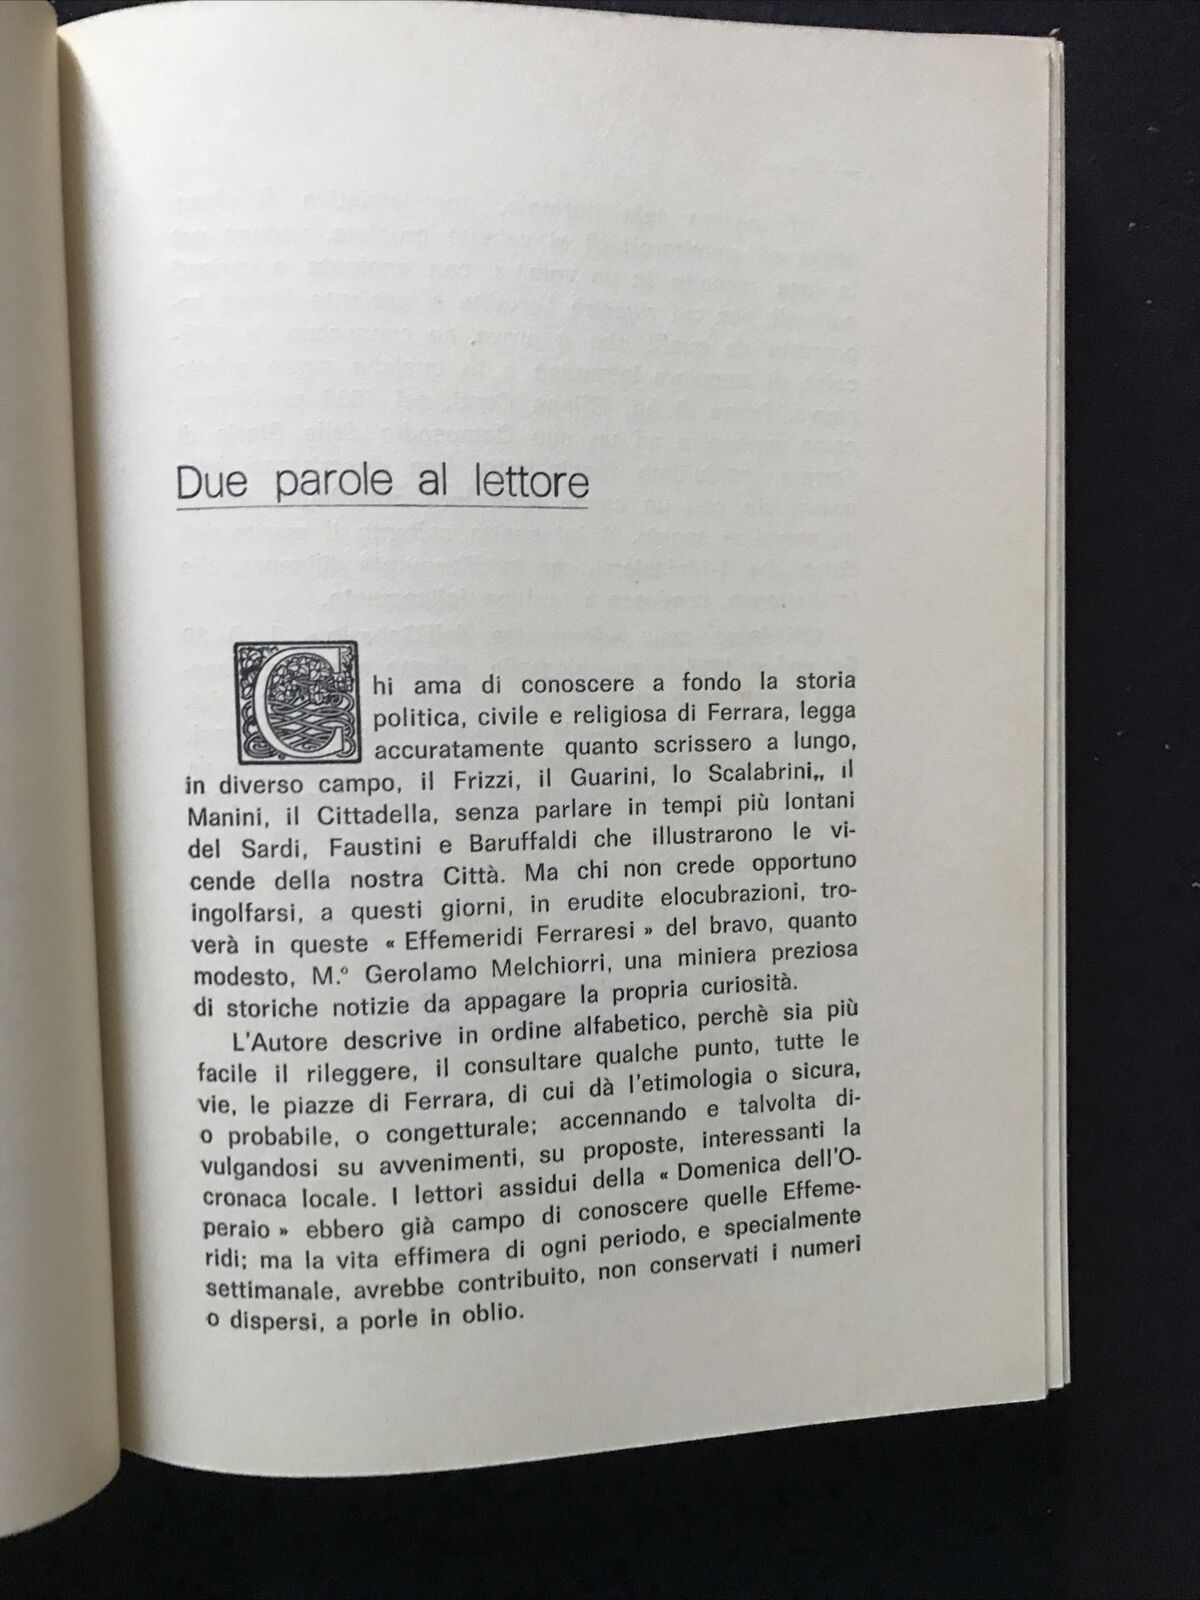 Due parole al lettore
Chi ama di conoscere a fondo la storia
politica, civile e religiosa di Ferrara, legga
accuratamente quanto scrissero a lungo,
in diverso campo, il Frizzi, il Guarini, lo Scalabrini,, il
Manini, il Cittadella, senza parlare in tempi più lontani
del Sardi, Faustini e Baruffaldi che illustrarono le vi-
cende della nostra Città. Ma chi non crede opportuno
ingolfarsi, a questi giorni, in erudite elocubrazioni, tro-
verà in queste « Effemeridi Ferraresi » del bravo, quanto
modesto, M.º Gerolamo Melchiorri, una miniera preziosa
di storiche notizie da appagare la propria curiosità.
L'Autore descrive in ordine alfabetico, perchè sia più
facile il rileggere, il consultare qualche punto, tutte le
vie, le piazze di Ferrara, di cui dà l'etimologia o sicura,
o probabile, o congetturale; accennando e talvolta di-
vulgandosi su avvenimenti, su proposte, interessanti la
cronaca locale. I lettori assidui della « Domenica dell'O-
peraio » ebbero già campo di conoscere quelle Effeme-
ridi; ma la vita effimera di ogni periodo, e specialmente
settimanale, avrebbe contribuito, non conservati i numeri
o dispersi, a porle in oblio.